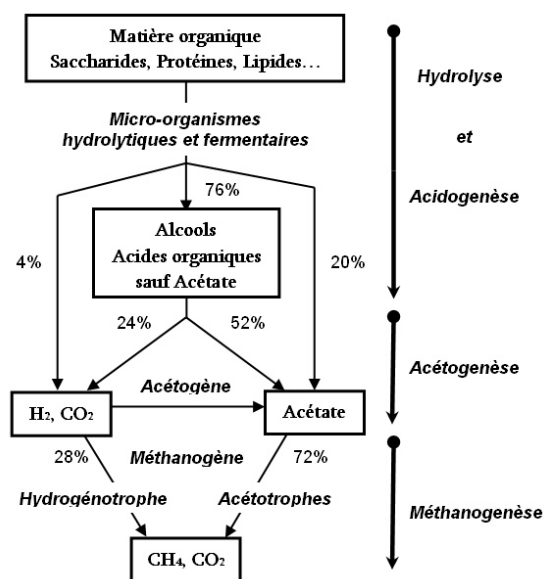 Matière organique
Saccharides, Protéines, Lipides…
Hydrolyse
Micro-organismes
hydrolytiques et fermentaires
et
76%
Acidogenèse
Alcools
Acides organiques
sauf Acétate
4%
20%
24%
52%
Acétogène
Acétogenèse
H₂, CO₂
Acétate
28%
Méthanogène
72%
Hydrogénotrophe
Acétotrophes
Méthanogenèse
CH₄, CO₂